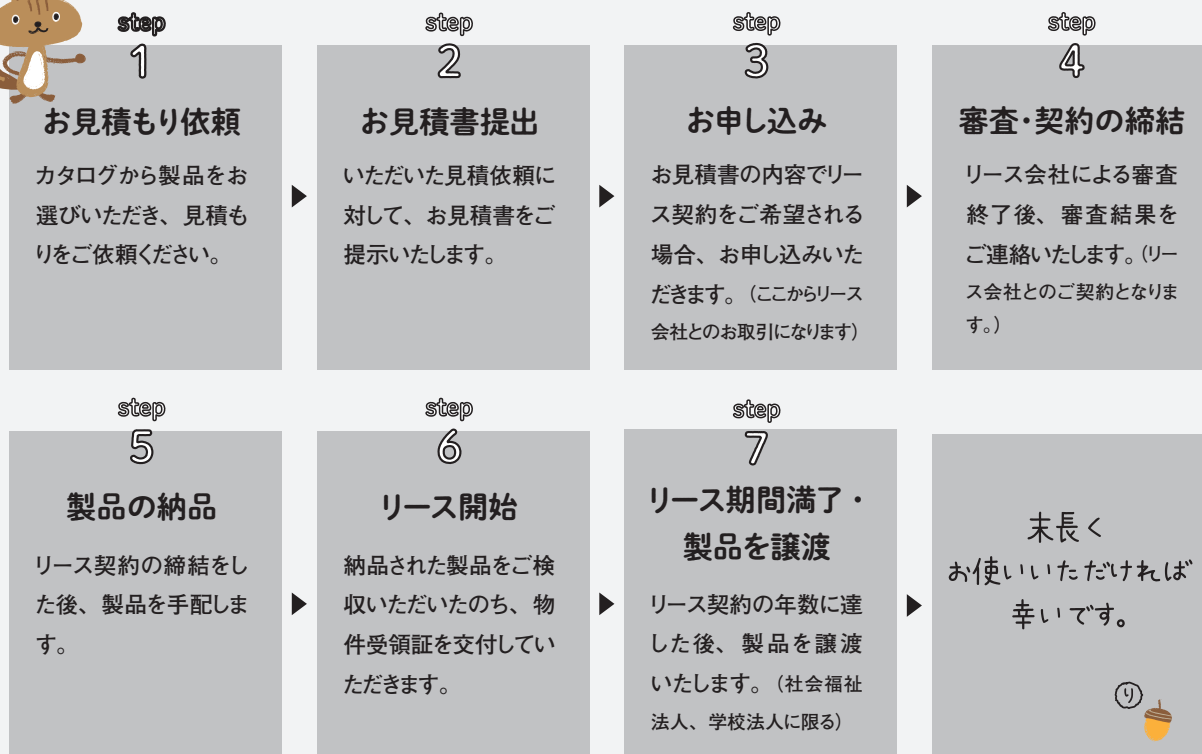 step
1
お見積もり依頼
カタログから製品をお
選びいただき、見積も
りをご依頼ください。
step
2
お見積書提出
いただいた見積依頼に
対して、お見積書をご
提示いたします。
step
3
お申し込み
お見積書の内容でリー
ス契約をご希望される
場合、お申し込みいた
だきます。（ここからリース
会社とのお取引になります）
step
4
審査・契約の締結
リース会社による審査
終了後、審査結果を
ご連絡いたします。（リー
ス会社とのご契約となりま
す。）
step
5
製品の納品
リース契約の締結をし
た後、製品を手配しま
す。
step
6
リース開始
納品された製品をご検
収いただいたのち、物
件受領証を交付してい
ただきます。
step
7
リース期間満了・
製品を譲渡
リース契約の年数に達
した後、製品を譲渡
いたします。（社会福祉
法人、学校法人に限る）
末長く
お使いいただければ
幸いです。
り